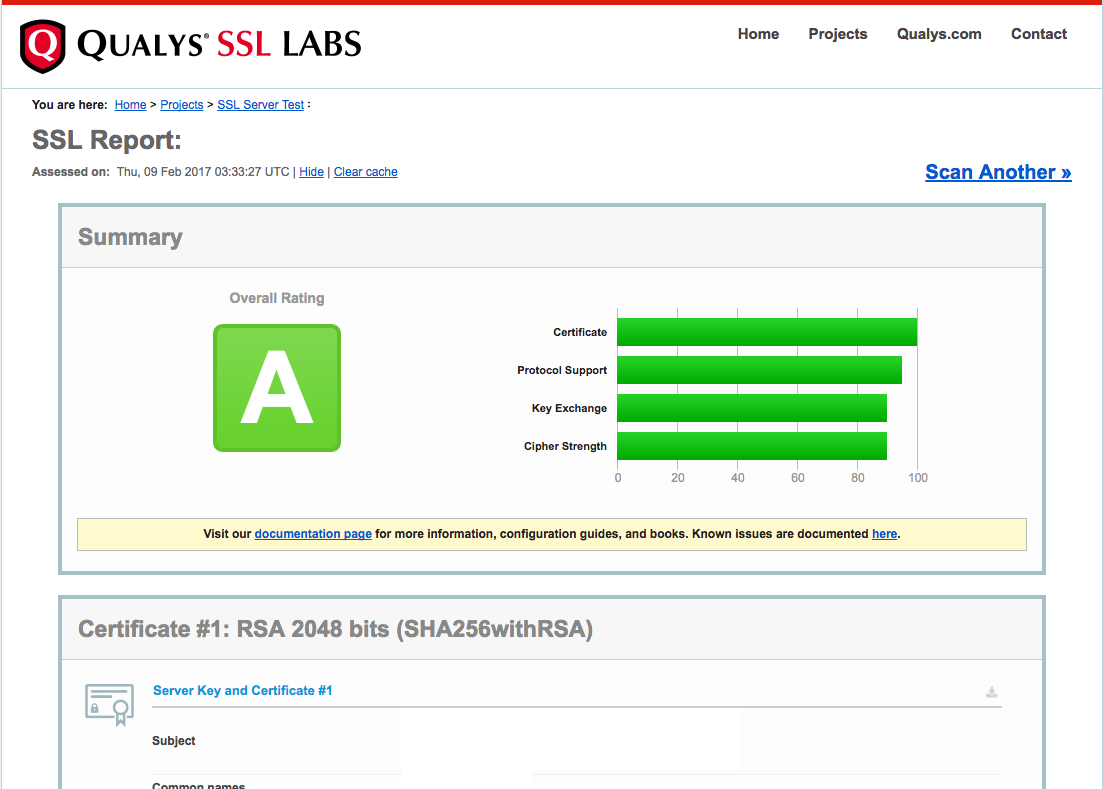 Q QUALYS® SSL LABS
Home Projects Qualys.com Contact
You are here: Home > Projects > SSL Server Test :
SSL Report:
Assessed on: Thu, 09 Feb 2017 03:33:27 UTC | Hide | Clear cache
Scan Another »
Summary
Overall Rating
A
Certificate
Protocol Support
Key Exchange
Cipher Strength
0 20 40 60 80 100
Visit our documentation page for more information, configuration guides, and books. Known issues are documented here.
Certificate #1: RSA 2048 bits (SHA256withRSA)
Server Key and Certificate #1
Subject
Common names